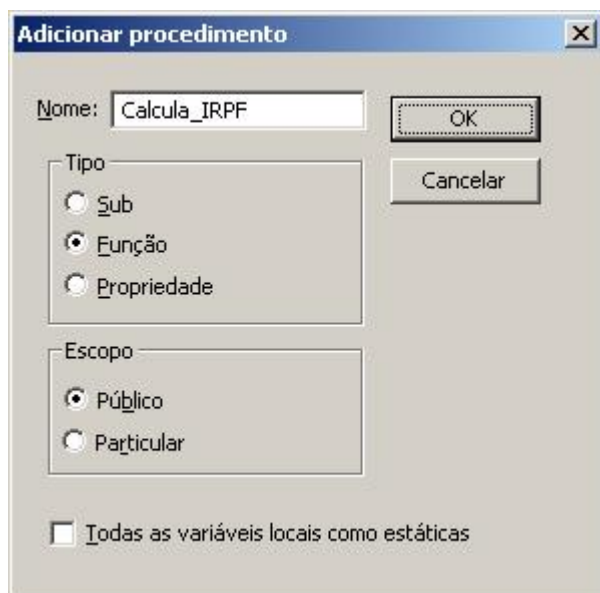 Adicionar procedimento
Nome: Calcula_IRPF
OK
Cancelar
Tipo
Sub
Função
Propriedade
Escopo
Público
Particular
Todas as variáveis locais como estáticas